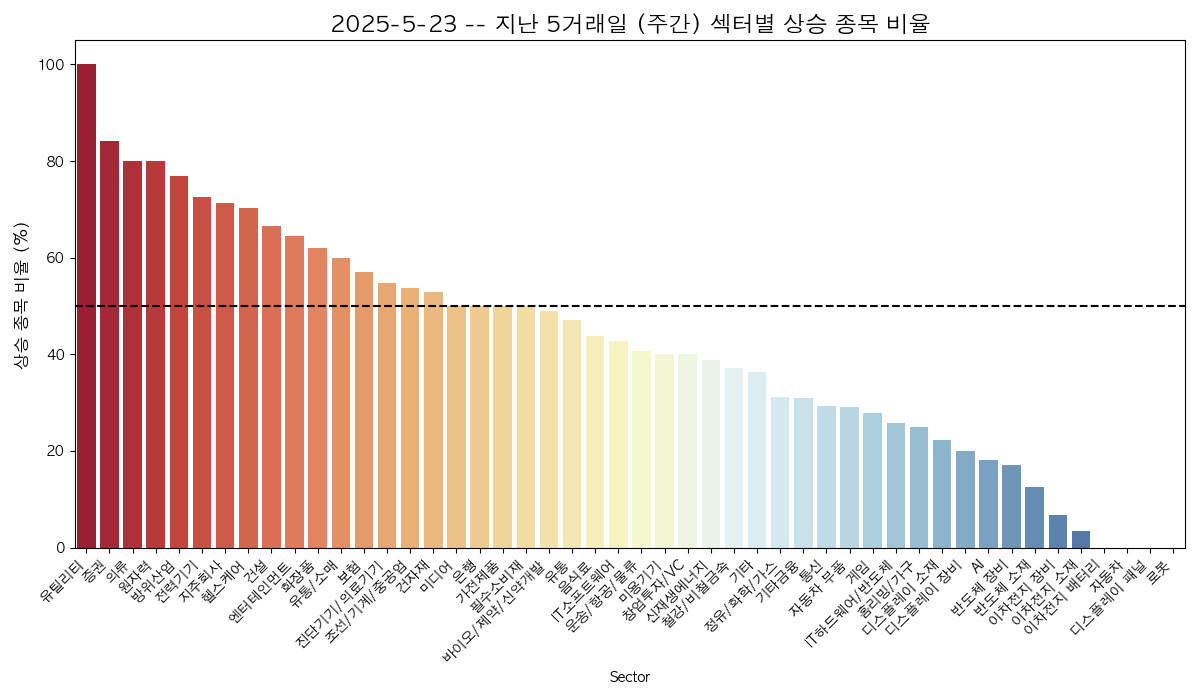 2025-5-23 -- 지난 5거래일 (주간) 섹터별 상승 종목 비율
상승 종목 비율 (%)
100
80
60
40
20
0
유틸리티
증권
의류
원자력
방위산업
전력기기
지주회사
헬스케어
건설
엔터테인먼트
화장품
유통/소매
보험
진단기기/의료기기
조선/기계/중공업
건자재
미디어
은행
가전제품
필수소비재
바이오/제약/신약개발
유통
음식료
IT소프트웨어
운송/항공/물류
미용기기
창업투자/VC
신재생에너지
철강/비철금속
기타
정유/화학/가스
기타금융
통신
자동차 부품
게임
IT하드웨어/반도체
홈리빙/가구
디스플레이 소재
디스플레이 장비
AI
반도체 장비
반도체 소재
이차전지 장비
이차전지 소재
이차전지 배터리
자동차
디스플레이 패널
로봇
Sector